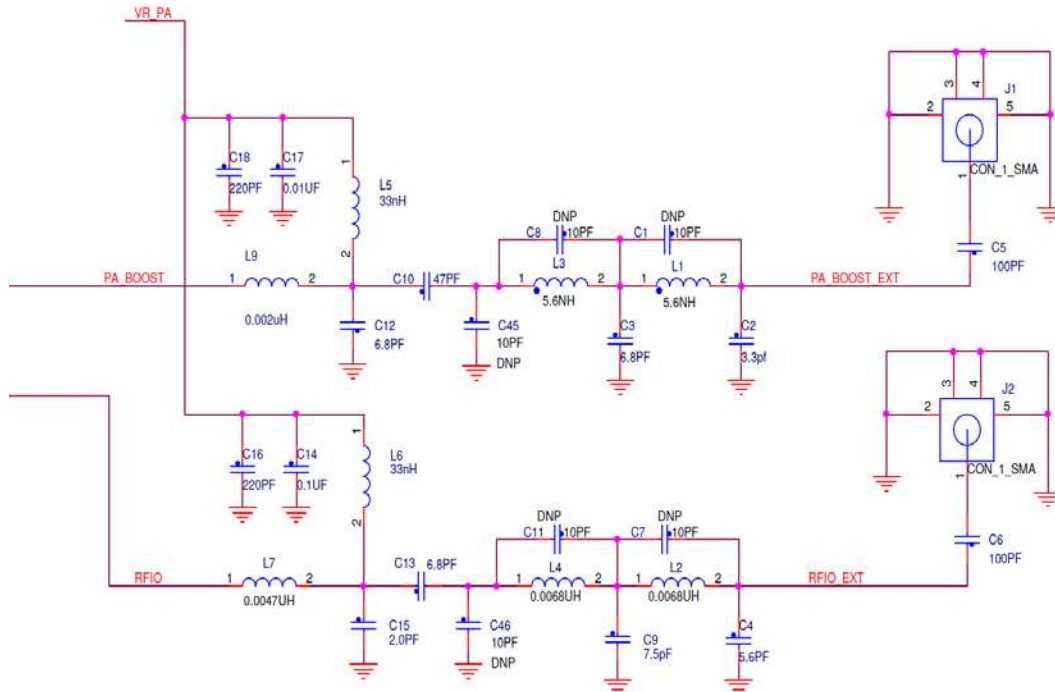 VR_PA
3
4
J1
2
5
CON_1_SMA
1
C18
220PF
C17
0.01UF
1
L5
33nH
2
DNP
C8
10PF
DNP
C1
10PF
C5
100PF
PA_BOOST
L9
1
2
0.002uH
C10
47PF
L3
1
2
5.6NH
L1
1
2
5.6NH
PA_BOOST_EXT
C12
6.8PF
C45
10PF
DNP
C3
6.8PF
C2
3.3pf
3
4
J2
2
5
CON_1_SMA
1
C16
220PF
C14
0.1UF
1
L6
33nH
2
DNP
C11
10PF
DNP
C7
10PF
C6
100PF
RFIO
L7
1
2
0.0047UH
C13
6.8PF
L4
1
2
0.0068UH
L2
1
2
0.0068UH
RFIO_EXT
C15
2.0PF
C46
10PF
DNP
C9
7.5pF
C4
5.6PF